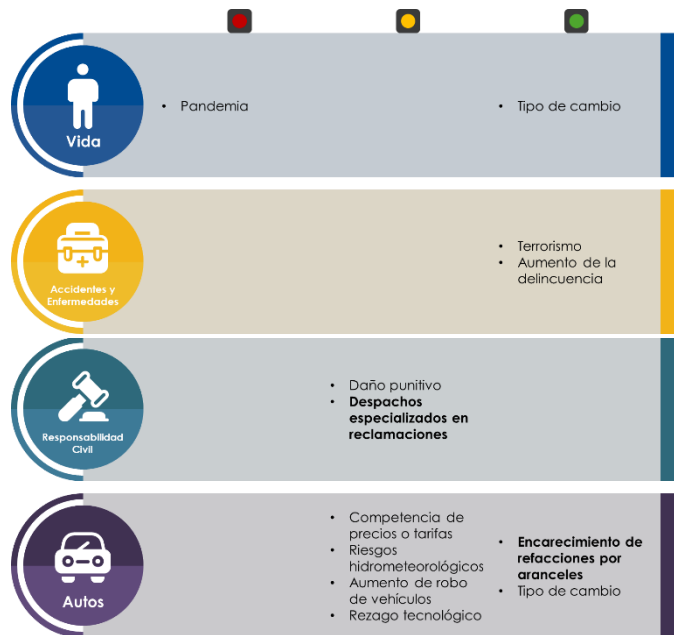 Vida
• Pandemia
• Tipo de cambio
Accidentes y
Enfermedades
• Terrorismo
• Aumento de la
delincuencia
Responsabilidad
Civil
• Daño punitivo
• Despachos
especializados en
reclamaciones
Autos
• Competencia de
precios o tarifas
• Riesgos
hidrometeorológicos
• Aumento de robo
de vehículos
• Rezago tecnológico
• Encarecimiento de
refacciones por
aranceles
• Tipo de cambio